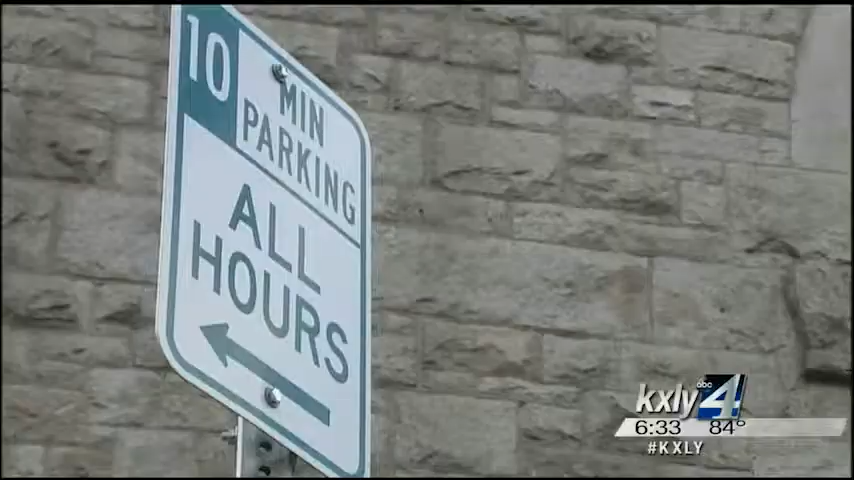 10 MIN
PARKING
ALL
HOURS
kxly abc 4
6:33 84°
#KXLY